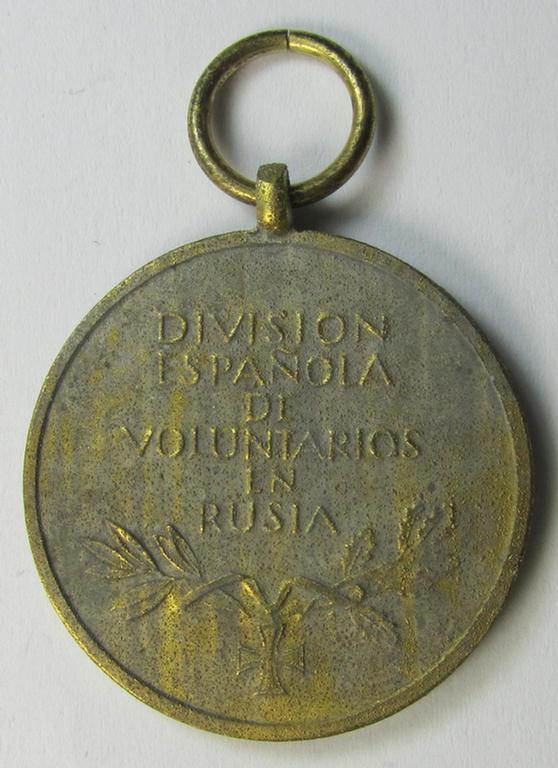 DIVISION
ESPAÑOLA
DE
VOLUNTARIOS
EN
RUSIA